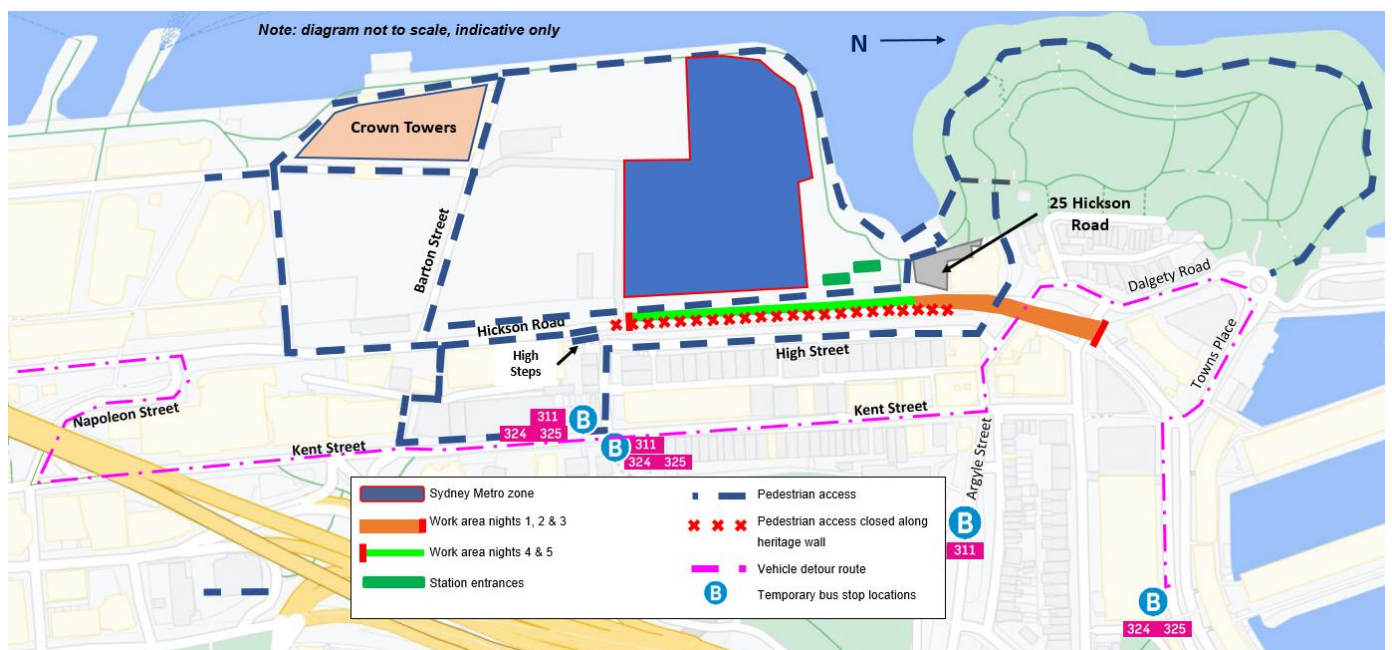 Note: diagram not to scale, indicative only
N
Crown Towers
Barton Street
25 Hickson
Road
Dalgety Road
Towns Place
Hickson Road
High
Steps
High Street
Napoleon Street
Kent Street
Kent Street
Argyle Street
311
324 325
B
B
311
324 325
B
311
B
324 325
Sydney Metro zone
Work area nights 1, 2 & 3
Work area nights 4 & 5
Station entrances
Pedestrian access
Pedestrian access closed along
heritage wall
Vehicle detour route
B
Temporary bus stop locations